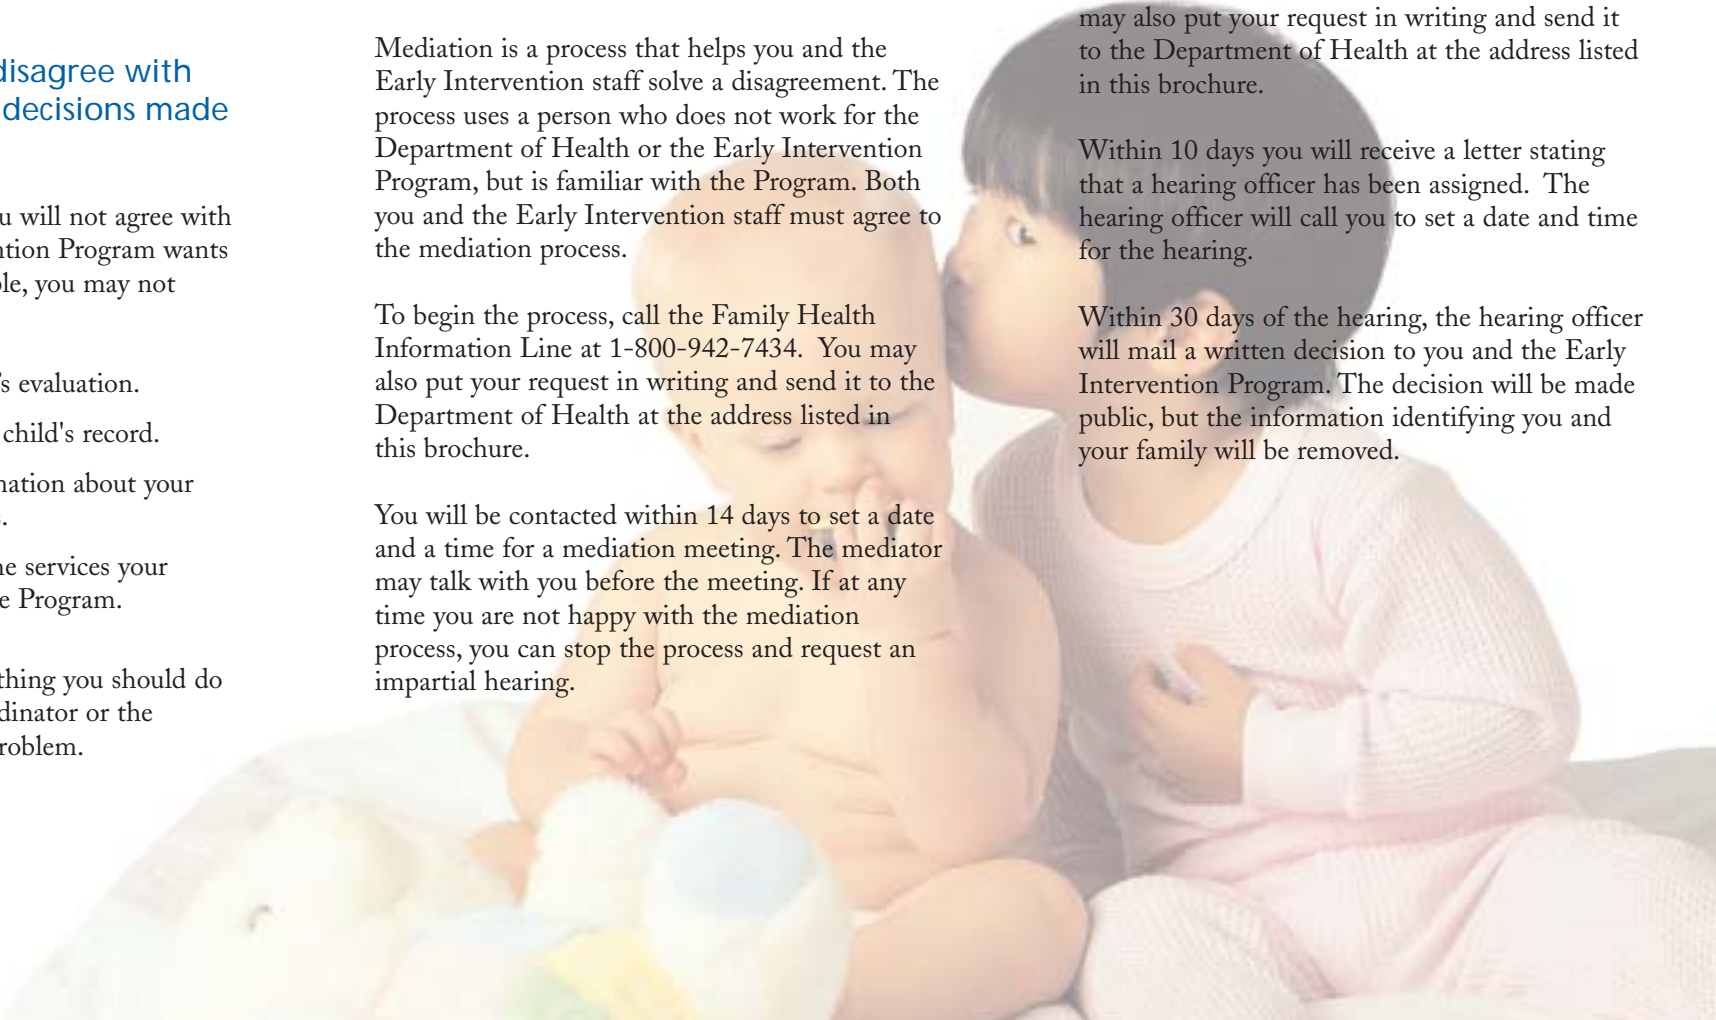 disagree with
decisions made
u will not agree with
ntion Program wants
ole, you may not
's evaluation.
child's record.
nation about your
.
ne services your
e Program.
thing you should do
dinator or the
roblem.
Mediation is a process that helps you and the
Early Intervention staff solve a disagreement. The
process uses a person who does not work for the
Department of Health or the Early Intervention
Program, but is familiar with the Program. Both
you and the Early Intervention staff must agree to
the mediation process.
To begin the process, call the Family Health
Information Line at 1-800-942-7434.  You may
also put your request in writing and send it to the
Department of Health at the address listed in
this brochure.
You will be contacted within 14 days to set a date
and a time for a mediation meeting. The mediator
may talk with you before the meeting. If at any
time you are not happy with the mediation
process, you can stop the process and request an
impartial hearing.
may also put your request in writing and send it
to the Department of Health at the address listed
in this brochure.
Within 10 days you will receive a letter stating
that a hearing officer has been assigned.  The
hearing officer will call you to set a date and time
for the hearing.
Within 30 days of the hearing, the hearing officer
will mail a written decision to you and the Early
Intervention Program. The decision will be made
public, but the information identifying you and
your family will be removed.